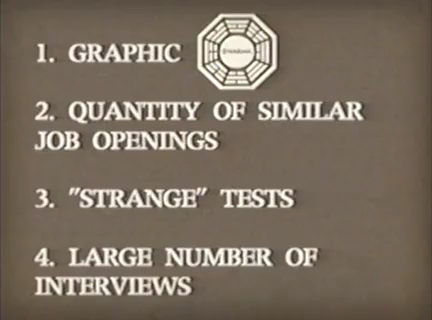 1. GRAPHIC
2. QUANTITY OF SIMILAR
JOB OPENINGS
3. "STRANGE" TESTS
4. LARGE NUMBER OF
INTERVIEWS